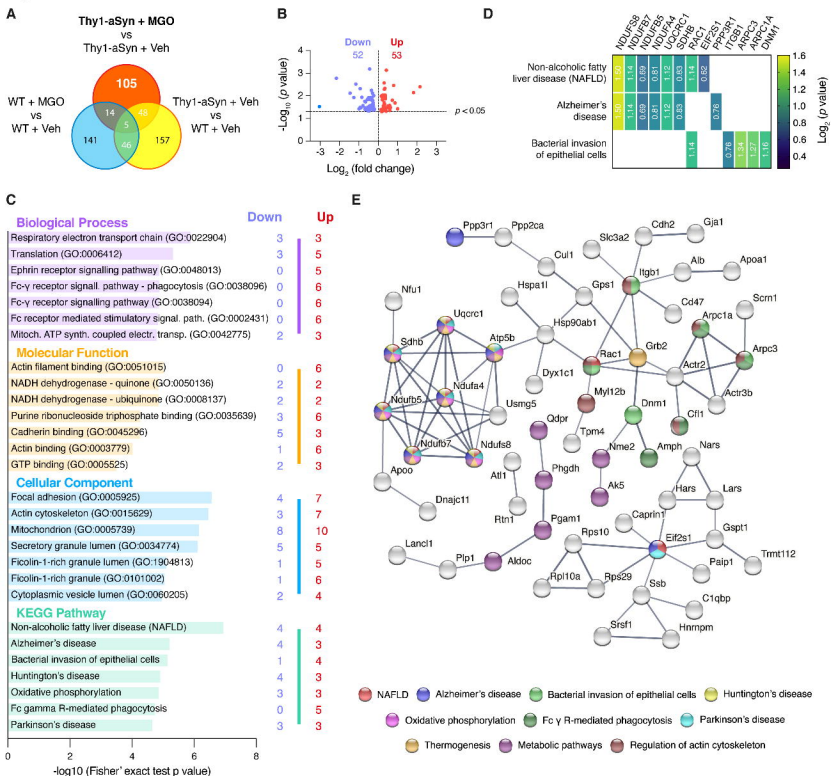 A
Thy1-aSyn + MGO
vs
Thy1-aSyn + Veh
105
WT + MGO
vs
WT + Veh
Thy1-aSyn + Veh
vs
WT + Veh
14
48
5
141
46
157
B
Down
52
Up
53
-Log10 (p value)
4
3
2
1
0
p < 0.05
-3 -2 -1 0 1 2 3
Log2 (fold change)
D
NDUFS8
NDUFB7
NDUFB5
NDUFA4
UQCRC1
SDHB
RAC1
EIF2S1
PPP3R1
ITGB1
ARPC3
ARPC1A
DNM1
Non-alcoholic fatty
liver disease (NAFLD)
1.50 1.14 0.69 0.81 1.12 0.83 1.14 0.62
Alzheimer's
disease
1.50 1.14 0.69 0.81 1.12 0.83 0.76
Bacterial invasion
of epithelial cells
1.14 0.76 1.34 1.27 1.16
1.6
1.4
1.2
1.0
0.8
0.6
0.4
Log2 (p value)
C
Down
Up
Biological Process
Respiratory electron transport chain (GO:0022904) 3 3
Translation (GO:0006412) 3 5
Ephrin receptor signalling pathway (GO:0048013) 0 5
Fc-γ receptor signall. pathway - phagocytosis (GO:0038096) 0 6
Fc-γ receptor signalling pathway (GO:0038094) 0 6
Fc receptor mediated stimulatory signal. path. (GO:0002431) 0 6
Mitoch. ATP synth. coupled electr. transp. (GO:0042775) 2 3
Molecular Function
Actin filament binding (GO:0051015) 0 6
NADH dehydrogenase - quinone (GO:0050136) 2 2
NADH dehydrogenase - ubiquinone (GO:0008137) 2 2
Purine ribonucleoside triphosphate binding (GO:0035639) 3 6
Cadherin binding (GO:0045296) 5 3
Actin binding (GO:0003779) 1 6
GTP binding (GO:0005525) 2 3
Cellular Component
Focal adhesion (GO:0005925) 4 7
Actin cytoskeleton (GO:0015629) 3 7
Mitochondrion (GO:0005739) 8 10
Secretory granule lumen (GO:0034774) 5 5
Ficolin-1-rich granule lumen (GO:1904813) 1 5
Ficolin-1-rich granule (GO:0101002) 1 6
Cytoplasmic vesicle lumen (GO:0060205) 2 4
KEGG Pathway
Non-alcoholic fatty liver disease (NAFLD) 4 4
Alzheimer's disease 4 3
Bacterial invasion of epithelial cells 1 4
Huntington's disease 4 3
Oxidative phosphorylation 3 3
Fc gamma R-mediated phagocytosis 0 5
Parkinson's disease 3 3
0 -2 -4 -6 -8
-log10 (Fisher' exact test p value)
E
Ppp3r1
Ppp2ca
Cdh2
Gja1
Slc3a2
Cul1
Itgb1
Alb
Apoa1
Nfu1
Hspa1l
Gps1
Cd47
Scrn1
Uqcrc1
Hsp90ab1
Arpc1a
Sdhb
Atp5b
Grb2
Arpc3
Rac1
Actr2
Dyx1c1
Ndufa4
Myl12b
Actr3b
Ndufb5
Usmg5
Dnm1
Cfl1
Qdpr
Tpm4
Ndufb7
Ndufs8
Nme2
Amph
Nars
Apoo
Atl1
Phgdh
Ak5
Hars
Lars
Dnajc11
Rtn1
Pgam1
Caprin1
Rps10
Eif2s1
Gspt1
Lancl1
Plp1
Aldoc
Paip1
Trmt112
Rpl10a
Rps29
Ssb
C1qbp
Srsf1
Hnrnpm
NAFLD Alzheimer's disease Bacterial invasion of epithelial cells Huntington's disease
Oxidative phosphorylation Fc γ R-mediated phagocytosis Parkinson's disease
Thermogenesis Metabolic pathways Regulation of actin cytoskeleton